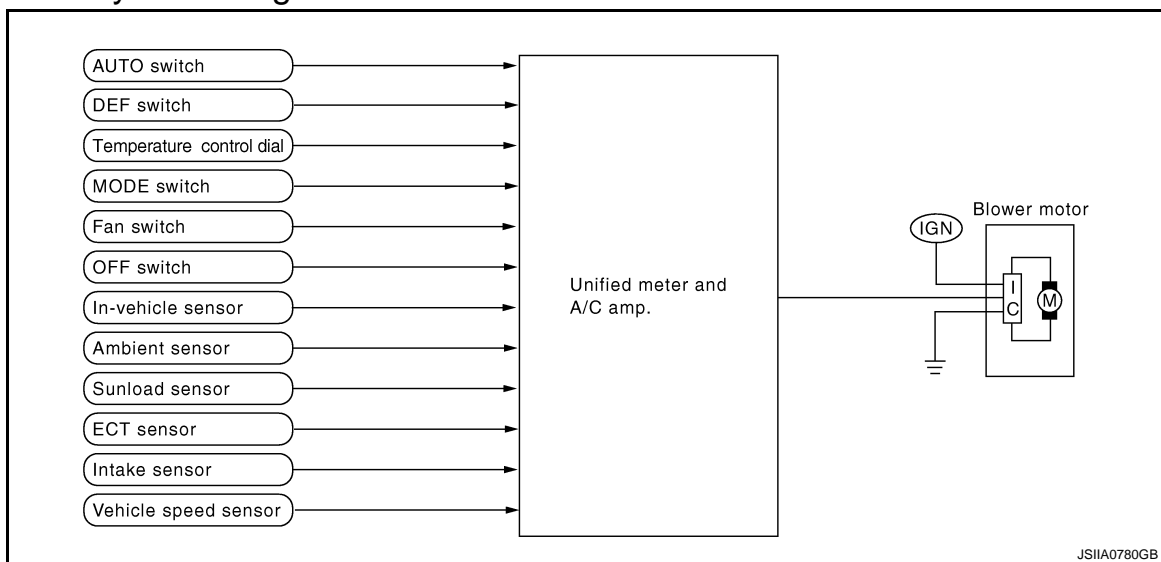 AUTO switch
DEF switch
Temperature control dial
MODE switch
Fan switch
OFF switch
In-vehicle sensor
Ambient sensor
Sunload sensor
ECT sensor
Intake sensor
Vehicle speed sensor
Unified meter and
A/C amp.
Blower motor
IGN
I
C
M
JSIIA0780GB